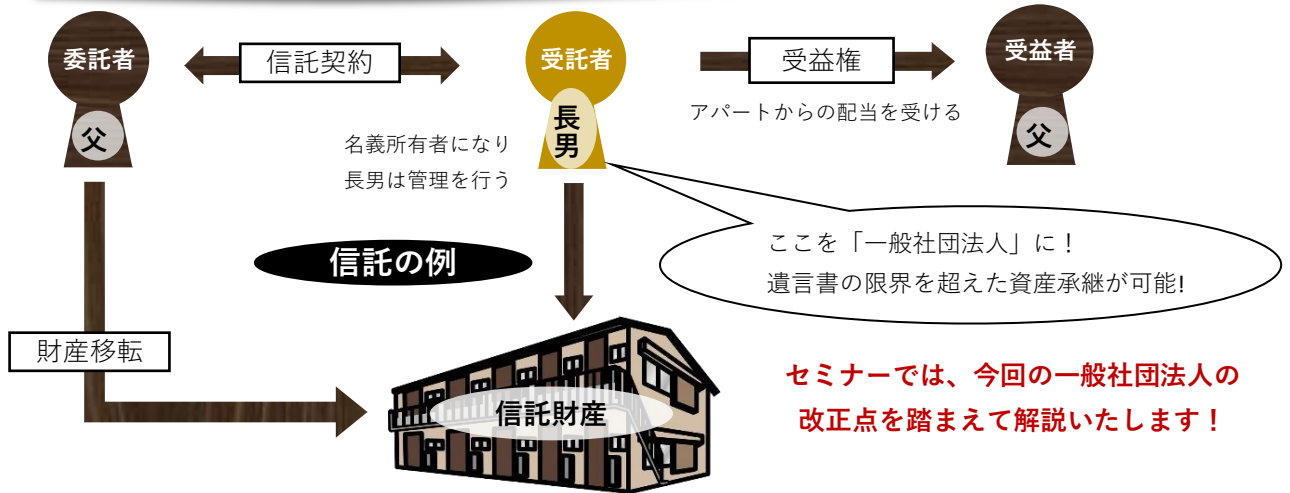 委託者
父
信託契約
受託者
長男
受益権
アパートからの配当を受ける
受益者
父
名義所有者になり
長男は管理を行う
信託の例
ここを「一般社団法人」に！
遺言書の限界を超えた資産承継が可能!
財産移転
信託財産
セミナーでは、今回の一般社団法人の
改正点を踏まえて解説いたします！